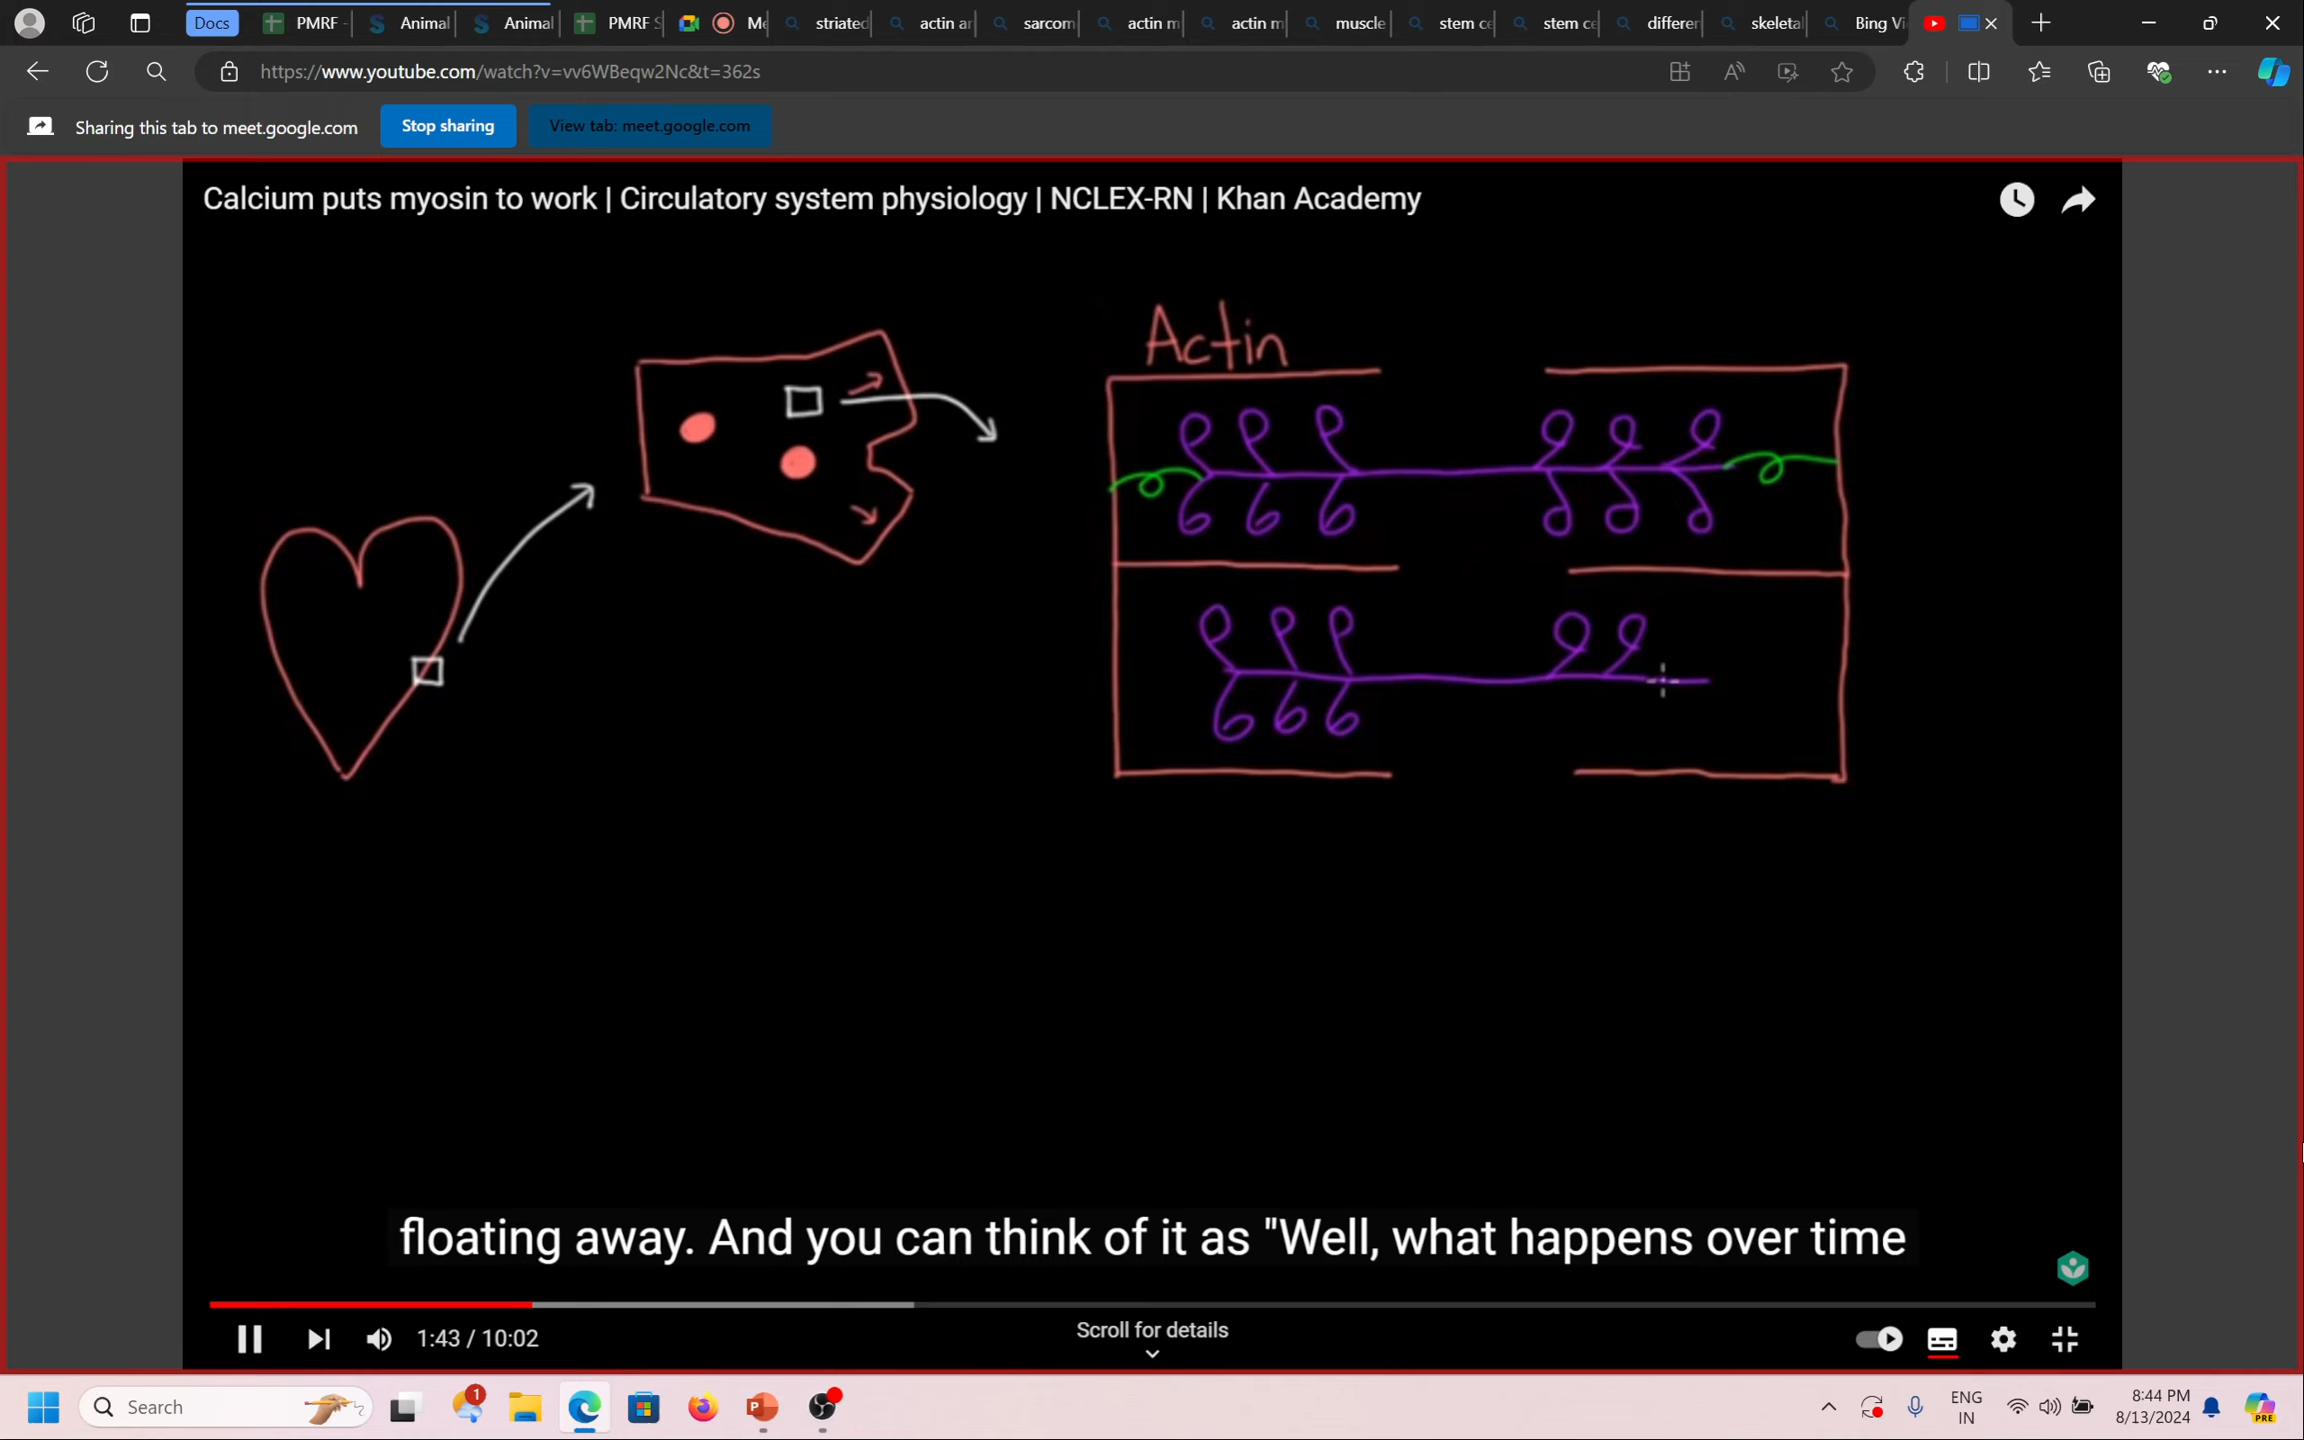 Docs PMRF - Animal Animal PMRF S Me striated actin ar sarcom actin m actin m muscle stem ce stem ce differer skeletal Bing Vi
https://www.youtube.com/watch?v=vv6WBeqw2Nc&t=362s
Sharing this tab to meet.google.com Stop sharing View tab: meet.google.com
Calcium puts myosin to work | Circulatory system physiology | NCLEX-RN | Khan Academy
Actin
floating away. And you can think of it as "Well, what happens over time
1:43 / 10:02 Scroll for details
Search 1 ENG 8:44 PM
IN 8/13/2024 PRE